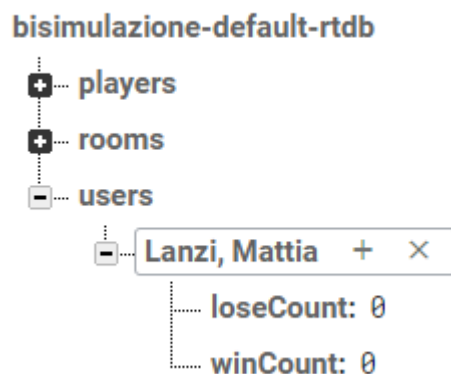 bisimulazione-default-rtdb
players
rooms
users
Lanzi, Mattia + ×
loseCount: 0
winCount: 0